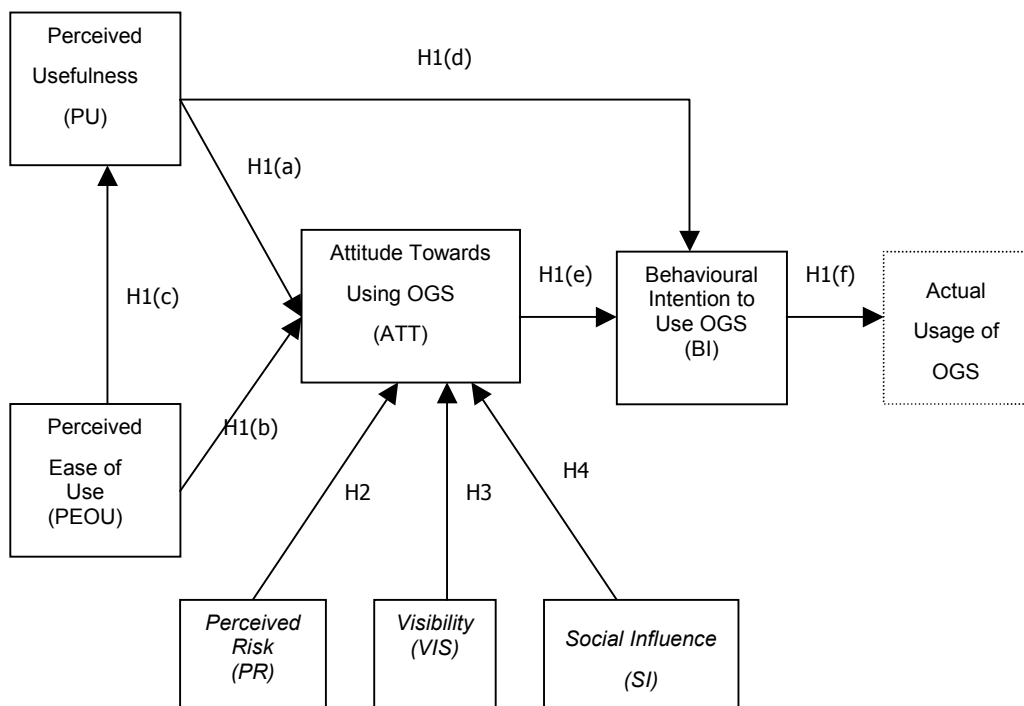 Perceived
Usefulness
(PU)
H1(d)
H1(a)
H1(c)
Attitude Towards
Using OGS
(ATT)
H1(e)
Behavioural
Intention to
Use OGS
(BI)
H1(f)
Actual
Usage of
OGS
Perceived
Ease of
Use
(PEOU)
H1(b)
H2
H3
H4
Perceived
Risk
(PR)
Visibility
(VIS)
Social Influence
(SI)